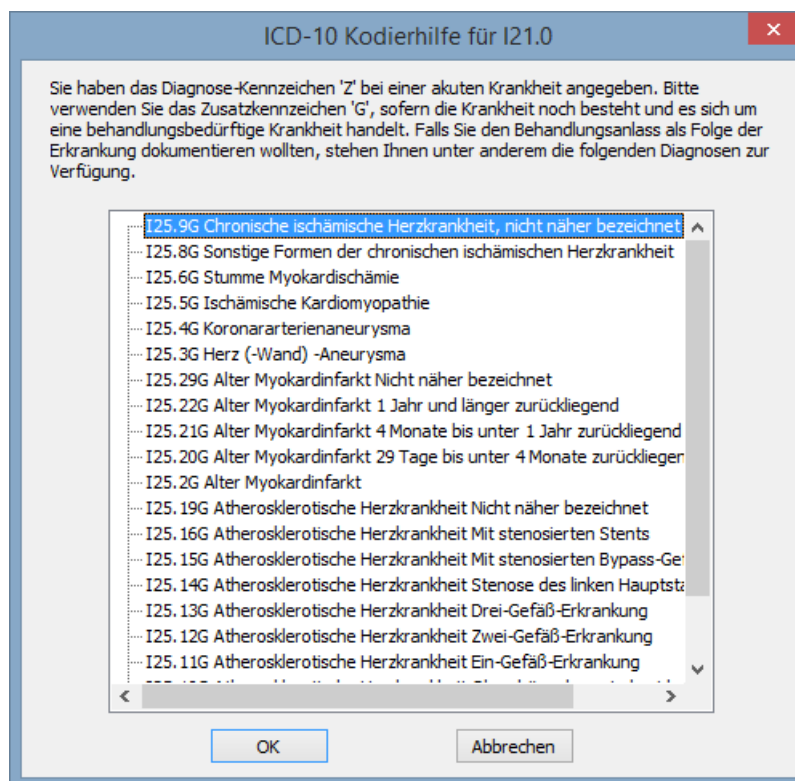 ICD-10 Kodierhilfe für I21.0
Sie haben das Diagnose-Kennzeichen 'Z' bei einer akuten Krankheit angegeben. Bitte
verwenden Sie das Zusatzkennzeichen 'G', sofern die Krankheit noch besteht und es sich um
eine behandlungsbedürftige Krankheit handelt. Falls Sie den Behandlungsanlass als Folge der
Erkrankung dokumentieren wollten, stehen Ihnen unter anderem die folgenden Diagnosen zur
Verfügung.
I25.9G Chronische ischämische Herzkrankheit, nicht näher bezeichnet
I25.8G Sonstige Formen der chronischen ischämischen Herzkrankheit
I25.6G Stumme Myokardischämie
I25.5G Ischämische Kardiomyopathie
I25.4G Koronararterienaneurysma
I25.3G Herz (-Wand) -Aneurysma
I25.29G Alter Myokardinfarkt Nicht näher bezeichnet
I25.22G Alter Myokardinfarkt 1 Jahr und länger zurückliegend
I25.21G Alter Myokardinfarkt 4 Monate bis unter 1 Jahr zurückliegend
I25.20G Alter Myokardinfarkt 29 Tage bis unter 4 Monate zurückliegen
I25.2G Alter Myokardinfarkt
I25.19G Atherosklerotische Herzkrankheit Nicht näher bezeichnet
I25.16G Atherosklerotische Herzkrankheit Mit stenosierten Stents
I25.15G Atherosklerotische Herzkrankheit Mit stenosierten Bypass-Ge
I25.14G Atherosklerotische Herzkrankheit Stenose des linken Hauptsta
I25.13G Atherosklerotische Herzkrankheit Drei-Gefäß-Erkrankung
I25.12G Atherosklerotische Herzkrankheit Zwei-Gefäß-Erkrankung
I25.11G Atherosklerotische Herzkrankheit Ein-Gefäß-Erkrankung
OK
Abbrechen